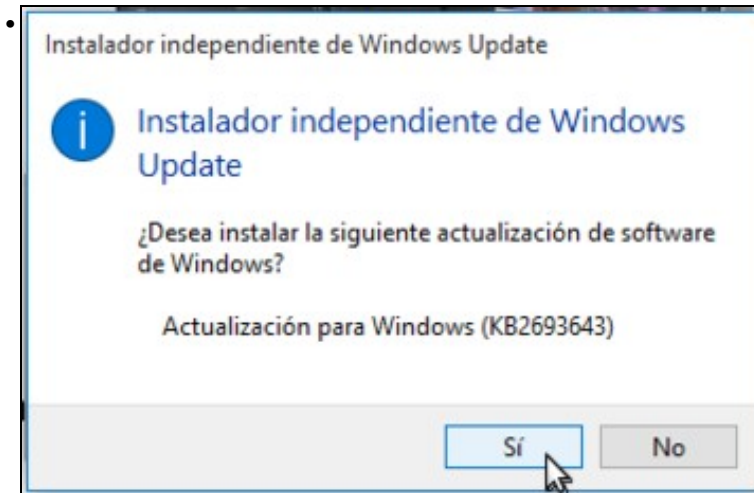 Instalador independiente de Windows Update
Instalador independiente de Windows
Update
¿Desea instalar la siguiente actualización de software
de Windows?
Actualización para Windows (KB2693643)
Sí
No